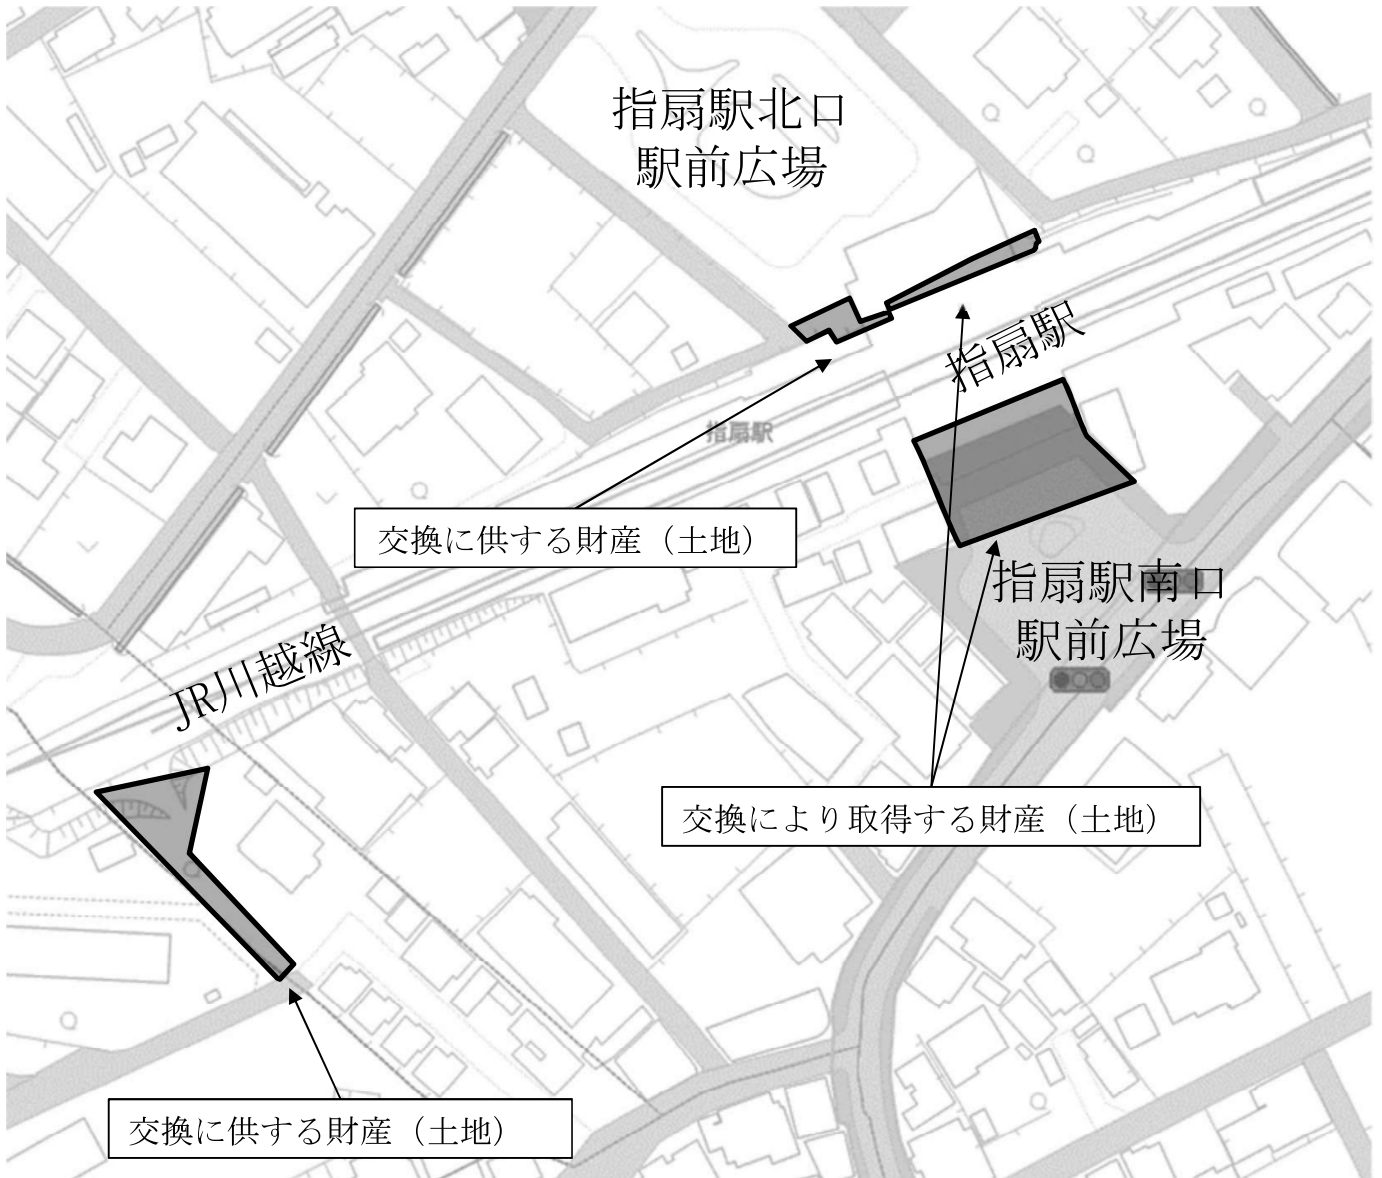 指扇駅北口
駅前広場
指扇駅
指扇駅
交換に供する財産（土地）
指扇駅南口
駅前広場
JR川越線
交換により取得する財産（土地）
交換に供する財産（土地）